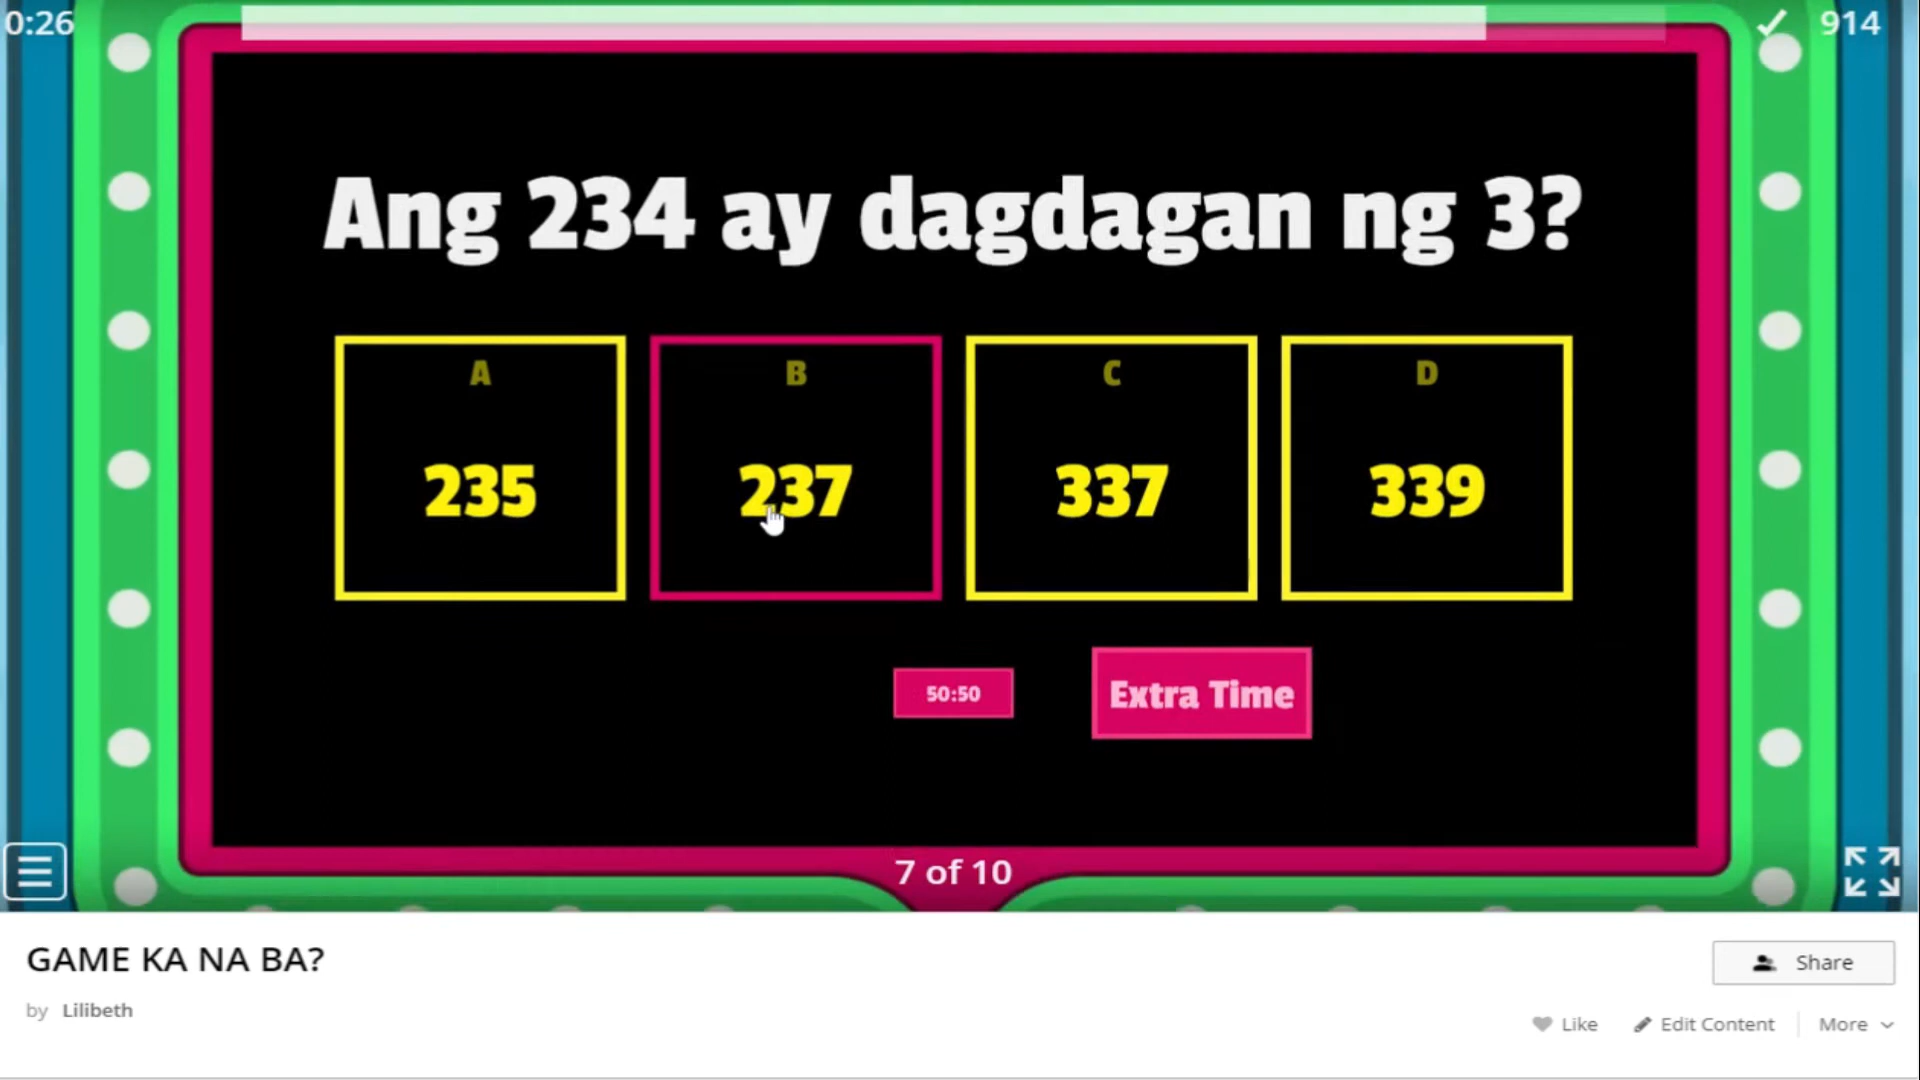 0:26
914
Ang 234 ay dagdagan ng 3?
A
B
C
D
235
237
337
339
50:50
Extra Time
7 of 10
GAME KA NA BA?
Share
by Lilibeth
Like
Edit Content
More